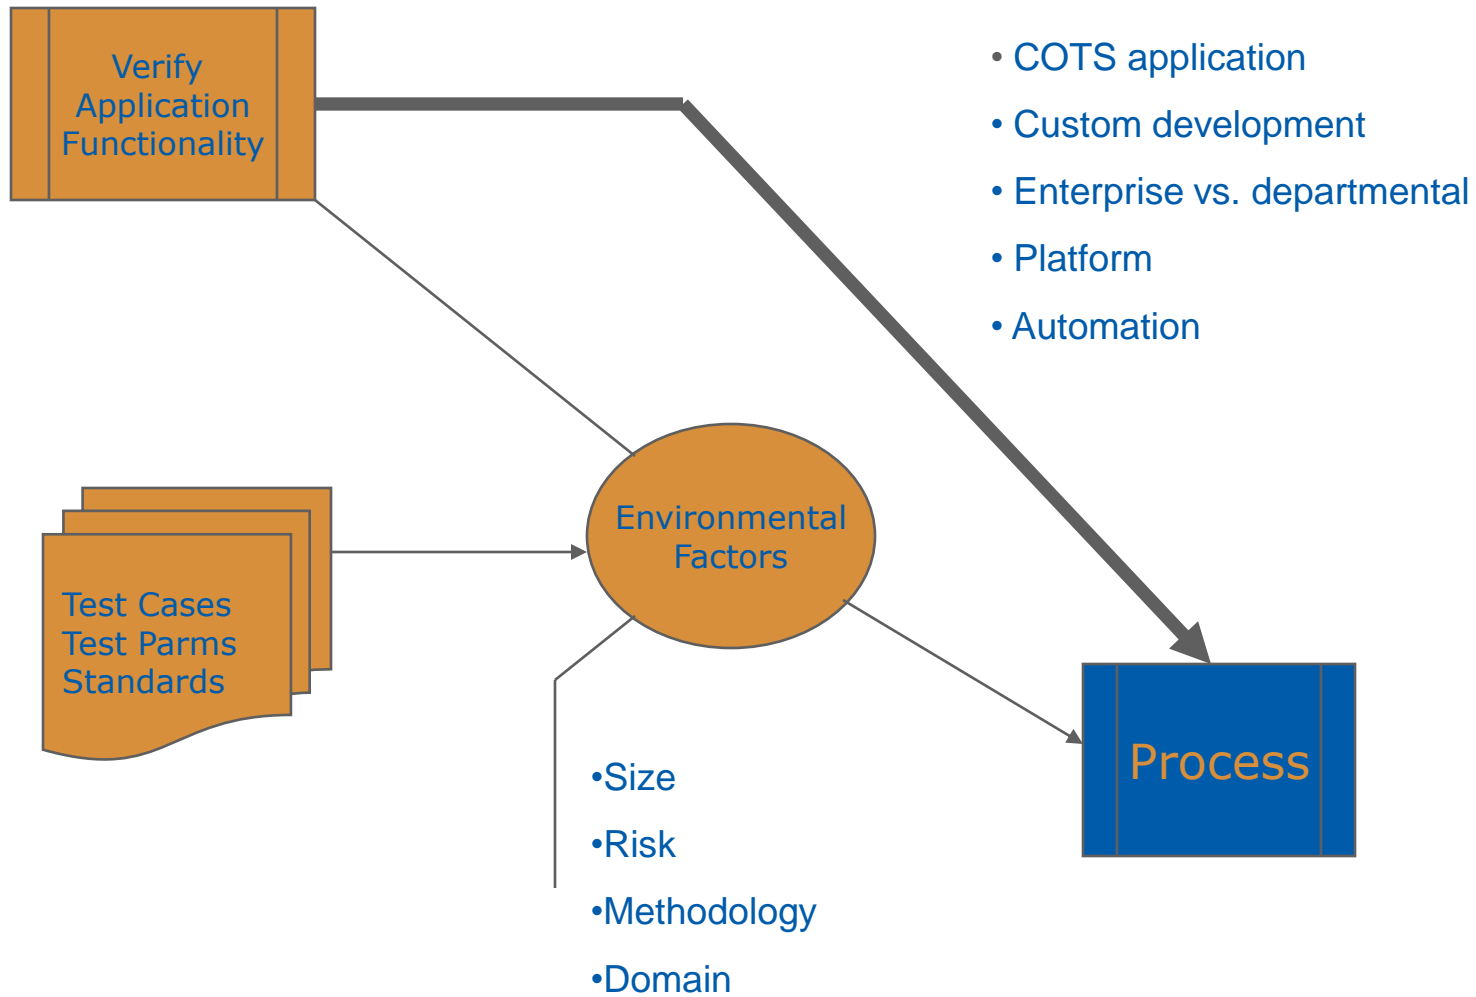 Verify
Application
Functionality
• COTS application
• Custom development
• Enterprise vs. departmental
• Platform
• Automation
Environmental
Factors
Test Cases
Test Parms
Standards
Process
•Size
•Risk
•Methodology
•Domain